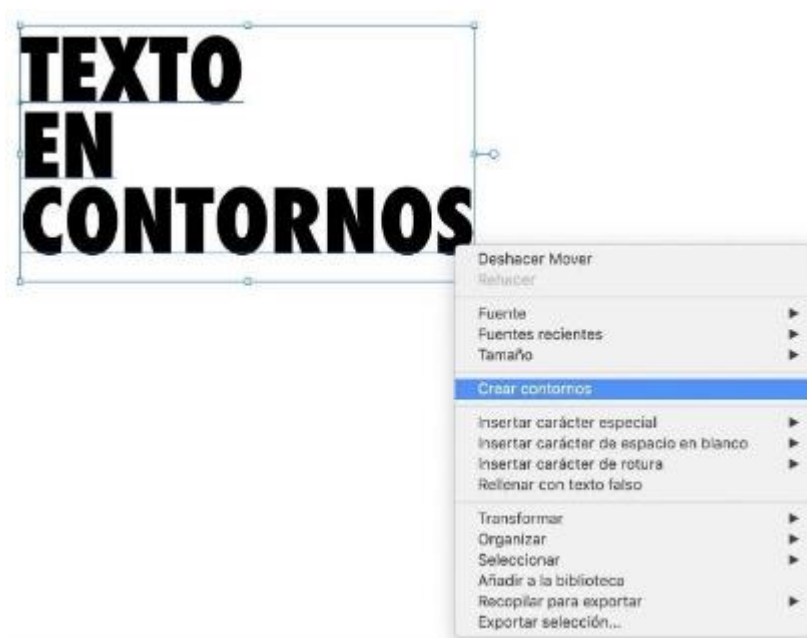 TEXTO
EN
CONTORNOS
Deshacer Mover
Rehacer
Fuente
Fuentes recientes
Tamaño
Crear contornos
Insertar carácter especial
Insertar carácter de espacio en blanco
Insertar carácter de rotura
Rellenar con texto falso
Transformar
Organizar
Seleccionar
Añadir a la biblioteca
Recopilar para exportar
Exportar selección...